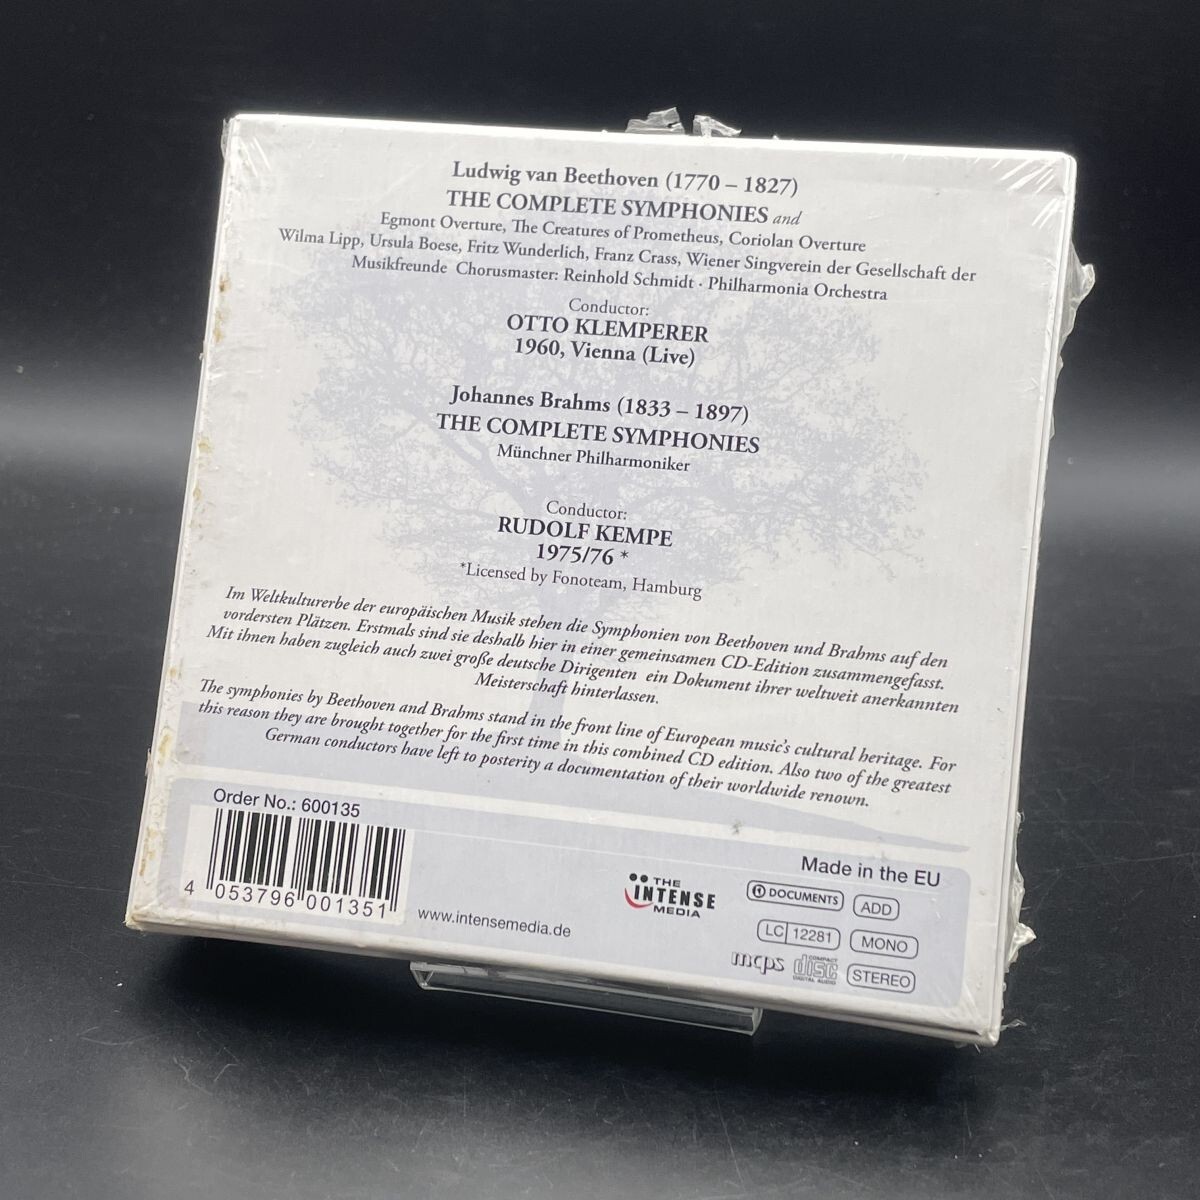 Ludwig van Beethoven (1770 – 1827)
THE COMPLETE SYMPHONIES and
Egmont Overture, The Creatures of Prometheus, Coriolan Overture
Wilma Lipp, Ursula Boese, Fritz Wunderlich, Franz Crass, Wiener Singverein der Gesellschaft der
Musikfreunde Chorusmaster: Reinhold Schmidt · Philharmonia Orchestra
Conductor:
OTTO KLEMPERER
1960, Vienna (Live)
Johannes Brahms (1833 – 1897)
THE COMPLETE SYMPHONIES
Münchner Philharmoniker
Conductor:
RUDOLF KEMPE
1975/76 *
*Licensed by Fonoteam, Hamburg
Im Weltkulturerbe der europäischen Musik stehen die Symphonien von Beethoven und Brahms auf den
vordersten Plätzen. Erstmals sind sie deshalb hier in einer gemeinsamen CD-Edition zusammengefasst.
Mit ihnen haben zugleich auch zwei große deutsche Dirigenten ein Dokument ihrer weltweit anerkannten
Meisterschaft hinterlassen.
The symphonies by Beethoven and Brahms stand in the front line of European music's cultural heritage. For
this reason they are brought together for the first time in this combined CD edition. Also two of the greatest
German conductors have left to posterity a documentation of their worldwide renown.
Order No.: 600135
4 053796 001351
www.intensemedia.de
THE
INTENSE
MEDIA
Made in the EU
DOCUMENTS
ADD
LC 12281
MONO
mcps
COMPACT
disc
DIGITAL AUDIO
STEREO